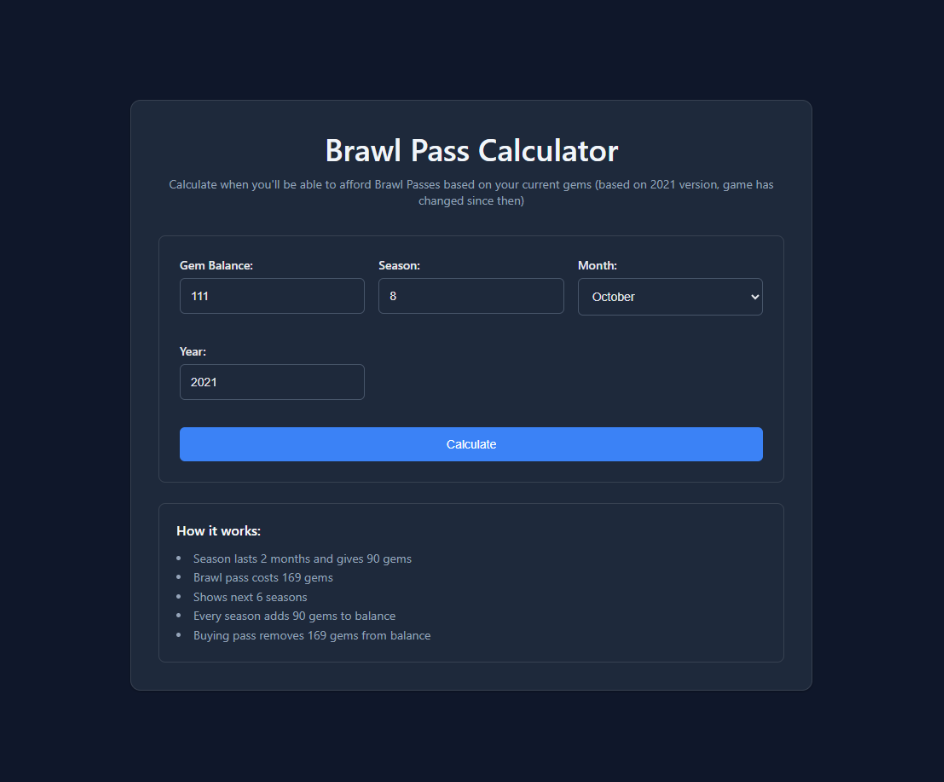 Brawl Pass Calculator
Calculate when you'll be able to afford Brawl Passes based on your current gems (based on 2021 version, game has
changed since then)
Gem Balance:
Season:
Month:
111
8
October
Year:
2021
Calculate
How it works:
• Season lasts 2 months and gives 90 gems
• Brawl pass costs 169 gems
• Shows next 6 seasons
• Every season adds 90 gems to balance
• Buying pass removes 169 gems from balance